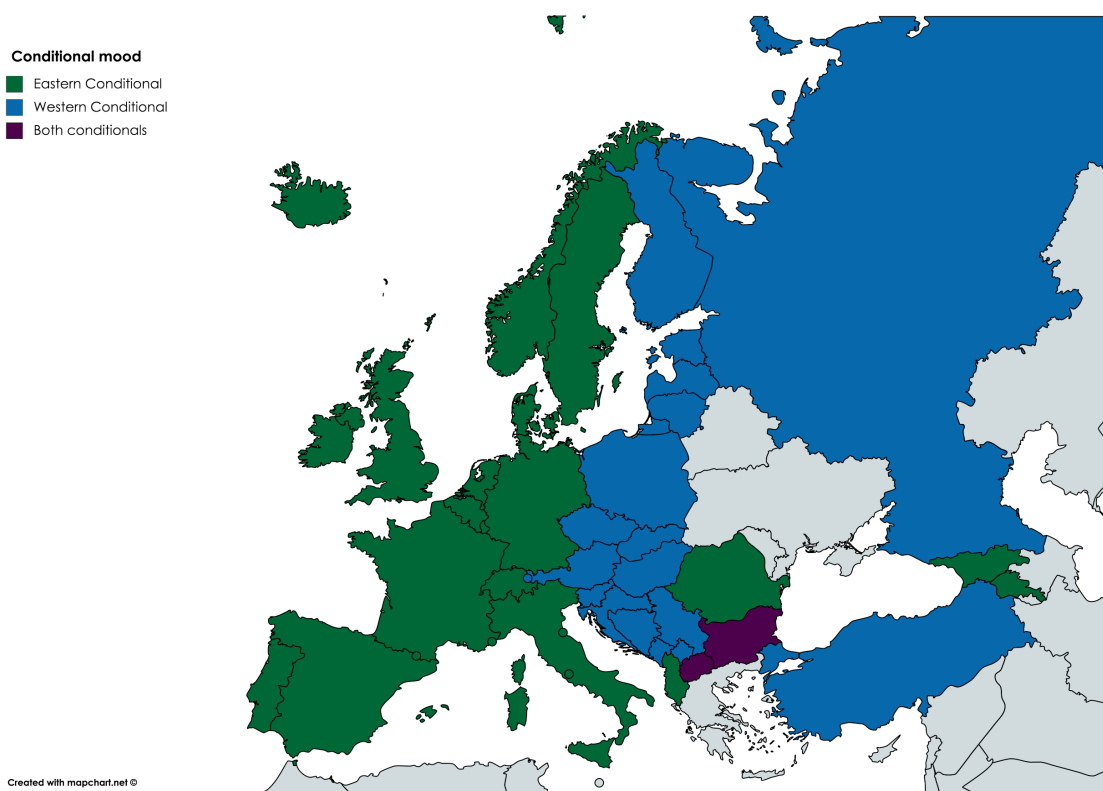 Conditional mood
Eastern Conditional
Western Conditional
Both conditionals
Created with mapchart.net ©